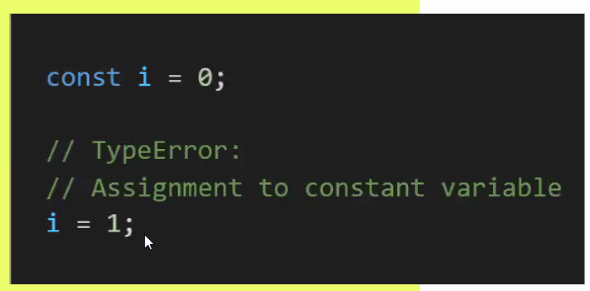 const i = 0;
// TypeError:
// Assignment to constant variable
i = 1;